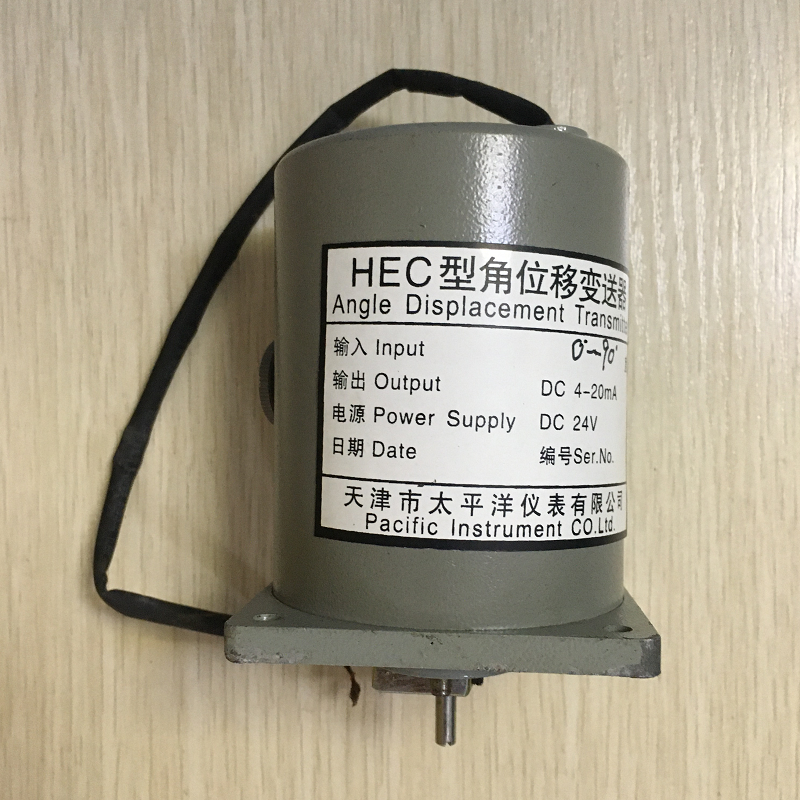 HEC型角位移变送器
Angle Displacement Transmitte
输入 Input 0°~90°
输出 Output DC 4-20mA
电源 Power Supply DC 24V
日期 Date 编号Ser.No.
天津市太平洋仪表有限公司
Pacific Instrument CO.Ltd.